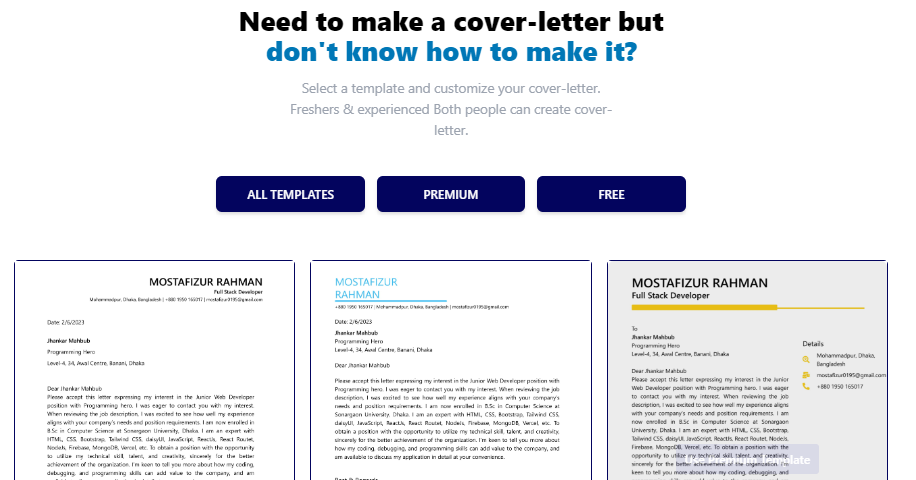 Need to make a cover-letter but
don't know how to make it?
Select a template and customize your cover-letter.
Freshers & experienced Both people can create cover-
letter.
ALL TEMPLATES
PREMIUM
FREE
MOSTAFIZUR RAHMAN
Full Stack Developer
Mohammadpur, Dhaka, Bangladesh | +880 1950 165017 | mostafizur0195@gmail.com
Date: 2/6/2023
Jhankar Mahbub
Programming Hero
Level-4, 34, Awal Centre, Banani, Dhaka
Dear Jhankar Mahbub
Please accept this letter expressing my interest in the Junior Web Developer
position with Programming Hero. I was eager to contact you with my interest.
When reviewing the job description, I was excited to see how my experience
aligns with your company's needs and position requirements. I am now enrolled in
B.Sc in Computer Science at Sonargaon University, Dhaka. I am an expert with
HTML, CSS, Bootstrap, Tailwind CSS, daisyUI, JavaScript, ReactJs, React Router,
NodeJs, Firebase, MongoDB, Vercel, etc. To obtain a position with the opportunity
to utilize my technical skill, talent, and creativity, sincerely for the better
achievement of the organization. I'm keen to tell you more about how my coding,
debugging, and programming skills can add value to the company, and am
MOSTAFIZUR
RAHMAN
+880 1950 165017 | Mohammadpur, Dhaka, Bangladesh | mostafizur0195@gmail.com
Date: 2/6/2023
Jhankar Mahbub
Programming Hero
Level-4, 34, Awal Centre, Banani, Dhaka
Dear Jhankar Mahbub
Please accept this letter expressing my interest in the Junior Web Developer position with
Programming Hero. I was eager to contact you with my interest. When reviewing the job
description, I was excited to see how my experience aligns with your company's
needs and position requirements. I am now enrolled in B.Sc in Computer Science at
Sonargaon University, Dhaka. I am an expert with HTML, CSS, Bootstrap, Tailwind CSS,
daisyUI, JavaScript, ReactJs, React Router, NodeJs, Firebase, MongoDB, Vercel, etc. To
obtain a position with the opportunity to utilize my technical skill, talent, and creativity,
sincerely for the better achievement of the organization. I'm keen to tell you more about
how my coding, debugging, and programming skills can add value to the company, and
am available to discuss my application in detail at your convenience.
MOSTAFIZUR RAHMAN
Full Stack Developer
To
Jhankar Mahbub
Programming Hero
Level-4, 34, Awal Centre, Banani, Dhaka
Dear Jhankar Mahbub
Please accept this letter expressing my interest in the Junior
Web Developer position with Programming Hero. I was eager
to contact you with my interest. When reviewing the job
description, I was excited to see how my experience aligns
with your company's needs and position requirements. I am
now enrolled in B.Sc in Computer Science at Sonargaon
University, Dhaka. I am an expert with HTML, CSS, Bootstrap,
Tailwind CSS, daisyUI, JavaScript, ReactJs, React Router, NodeJs,
Firebase, MongoDB, Vercel, etc. To obtain a position with the
opportunity to utilize my technical skill, talent, and creativity,
sincerely for the better achievement of the organization. I'm
keen to tell you more about how my coding, debugging, and
Details
Mohammadpur, Dhaka,
Bangladesh
mostafizur0195@gmail.com
+880 1950 165017